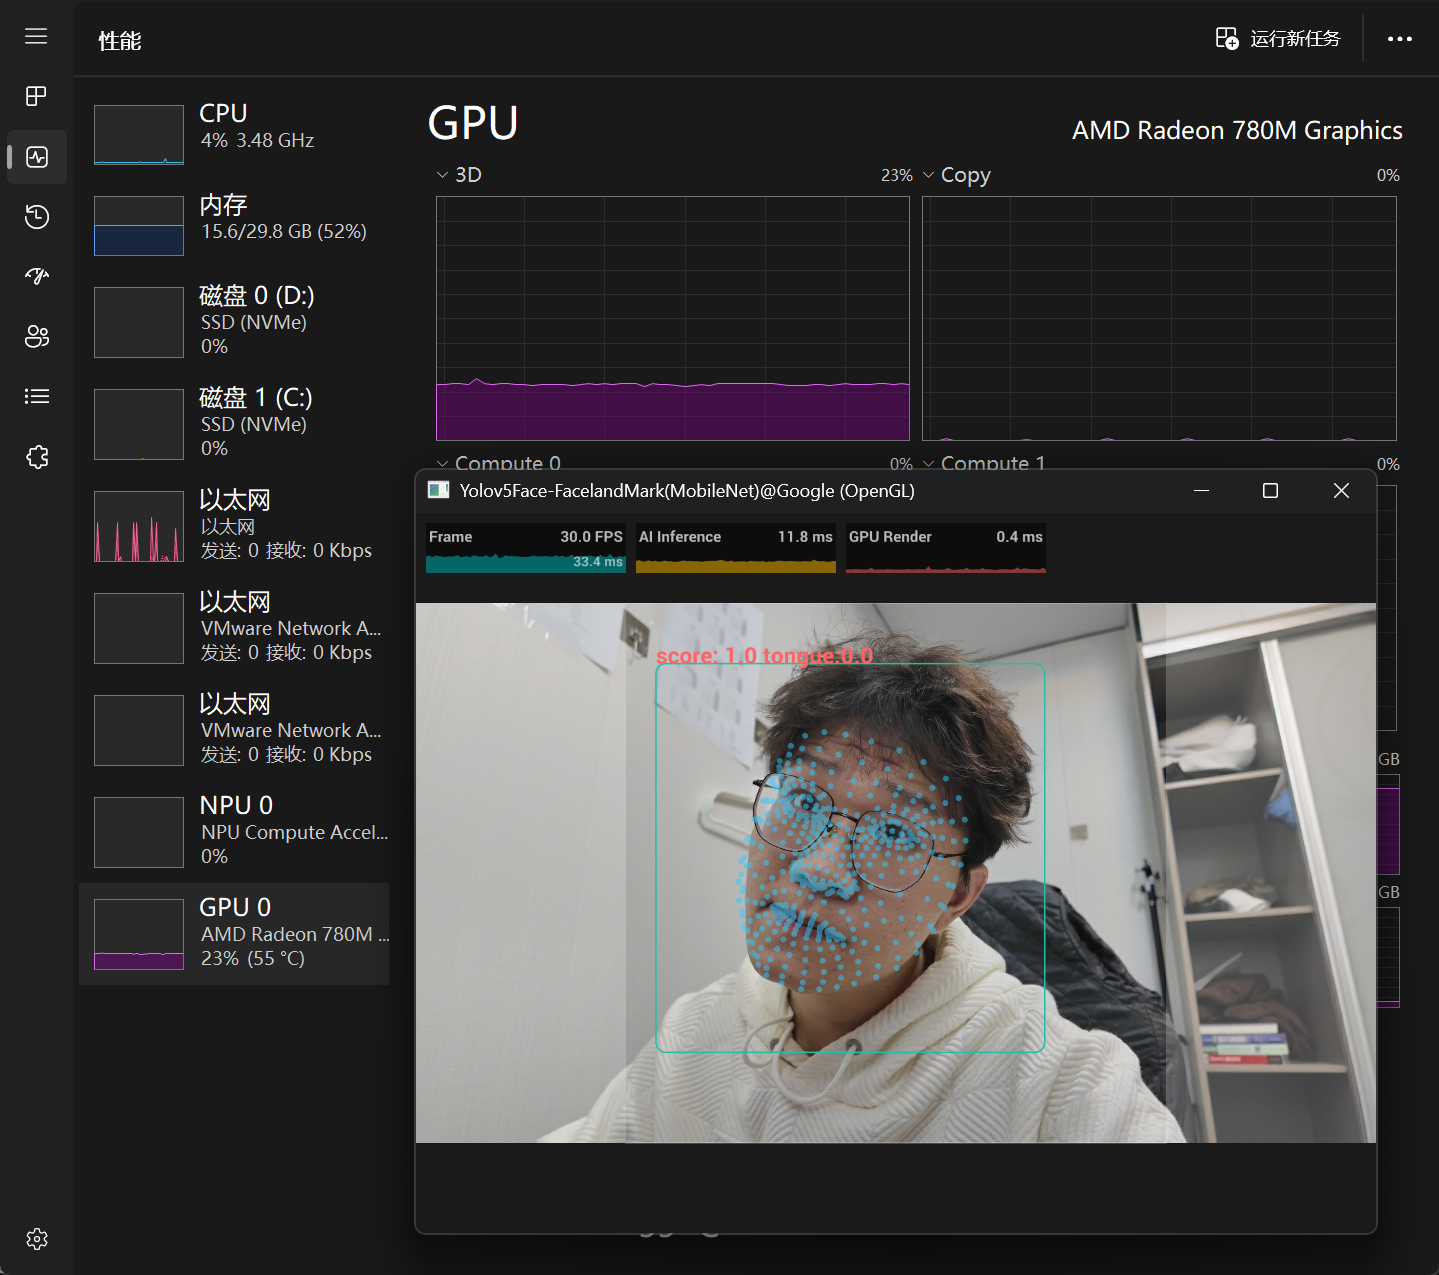 性能
运行新任务
CPU
4% 3.48 GHz
内存
15.6/29.8 GB (52%)
磁盘 0 (D:)
SSD (NVMe)
0%
磁盘 1 (C:)
SSD (NVMe)
0%
以太网
以太网
发送: 0 接收: 0 Kbps
以太网
VMware Network A...
发送: 0 接收: 0 Kbps
以太网
VMware Network A...
发送: 0 接收: 0 Kbps
NPU 0
NPU Compute Accel...
0%
GPU 0
AMD Radeon 780M ...
23% (55 °C)
GPU
AMD Radeon 780M Graphics
3D 23%
Copy 0%
Compute 0 0%
Compute 1 0%
GB
GB
Yolov5Face-FacelandMark(MobileNet)@Google (OpenGL)
Frame 30.0 FPS
33.4 ms
AI Inference 11.8 ms
GPU Render 0.4 ms
score: 1.0 tongue:0.0